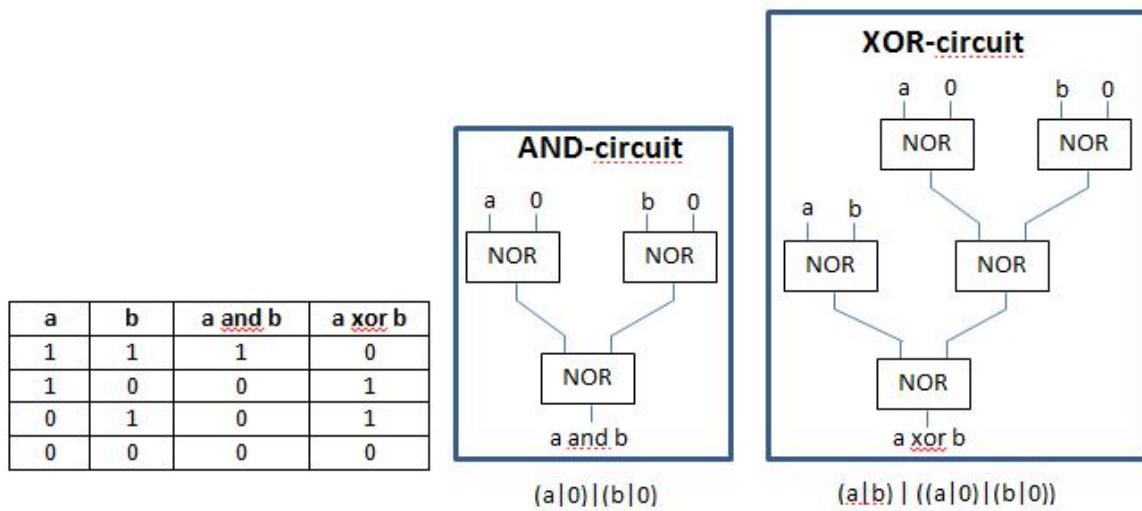 a b a and b a xor b
1 1 1 0
1 0 0 1
0 1 0 1
0 0 0 0
AND-circuit
a 0 b 0
NOR NOR
NOR
a and b
(a|0)|(b|0)
XOR-circuit
a 0 b 0
NOR NOR
a b
NOR NOR
NOR
a xor b
(a|b) | ((a|0)|(b|0))